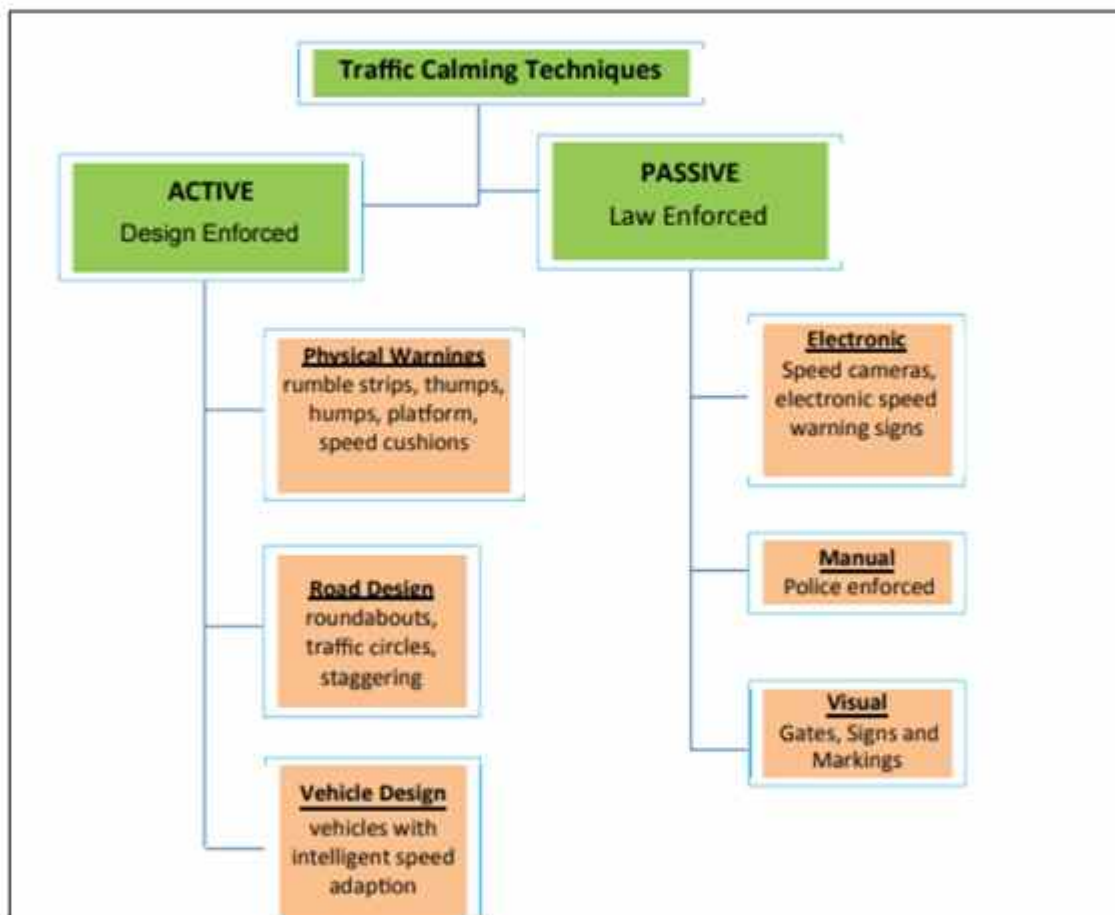 Traffic Calming Techniques
ACTIVE
Design Enforced
PASSIVE
Law Enforced
Physical Warnings
rumble strips, thumps,
humps, platform,
speed cushions
Road Design
roundabouts,
traffic circles,
staggering
Vehicle Design
vehicles with
intelligent speed
adaption
Electronic
Speed cameras,
electronic speed
warning signs
Manual
Police enforced
Visual
Gates, Signs and
Markings